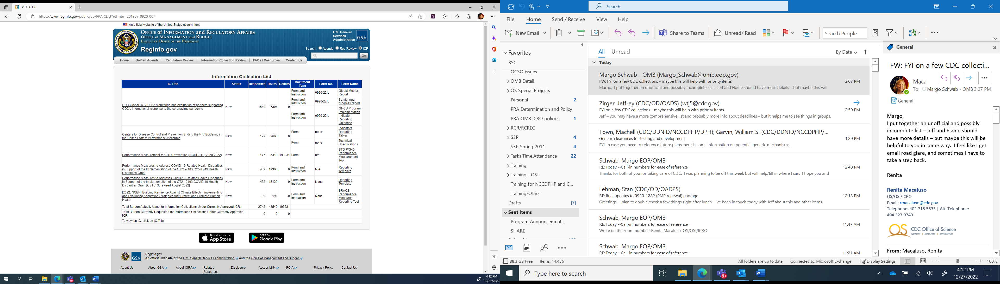 PRA IC List
https://www.reginfo.gov/public/do/PRAICList?ref_nbr=201907-0920-007
An official website of the United States government
OFFICE OF INFORMATION AND REGULATORY AFFAIRS
OFFICE OF MANAGEMENT AND BUDGET
EXECUTIVE OFFICE OF THE PRESIDENT
Reginfo.gov
U.S. General
Services
Administration
GSA
Search: Agenda Reg Review ICR
Go
Home Unified Agenda Regulatory Review Information Collection Review FAQs / Resources Contact Us
Information Collection List
IC Title Status Responses Hours Dollars Document Type Form No. Form Name
CDC Global COVID-19: Monitoring and evaluation of partners supporting
CDC's international response to the coronavirus pandemic
New 1540 7304 0
Form and Instruction 0920-22IL Global Metrics Report
Form and Instruction 0920-22IL Semiannual progress report
Form and Instruction 0920-22IL GHCU Program Implementation Indicator Reporting Guidance
Centers for Disease Control and Prevention Ending the HIV Epidemic in
the United States: Performance Measures
New 122 2660 0
Form none Indicators Reporting Tables
Form none Technical Specifications
Performance Measurement for STD Prevention (NCHHSTP, 2020-2022) New 177 5310 193231 Form n/a STD PCHD Performance Measurement Tool
Performance Measures to Address COVID-19-Related Health Disparities
in Support of the Implementation of the OT21-2103 COVID-19 Health
Disparities Grant
New 432 12960 0 Form and Instruction N/A Reporting Template
Performance Measures to Address COVID-19-Related Health Disparities
in Support of the Implementation of the OT21-2103 COVID-19 Health
Disparities Grant [CSTLTS, revised August 2022]
New 432 15120 0 Form and Instruction None Reporting Template
[2022, NCEH] Building Resilience Against Climate Effects: Implementing
and Evaluating Adaptation Strategies that Protect and Promote Human
Health
New 39 195 0 Form and Instruction None BRACE Performance Measures Reporting Tool
Total Burden Actually Used for Information Collections Under Currently Approved ICR: 2742 43549 193231
Total Burden Currently Requested for Information Collections Under Currently Approved
ICR: 0 0 0
To view an IC, click on IC Title
Download on the
App Store
GET IT ON
Google Play
GSA
Reginfo.gov
An official website of the U.S. General Services Administration and the Office of Management and Budget
About Us About GSA About OIRA Related Resources Disclosure Accessibility FOIA Privacy Policy Contact Us
9+
4:12 PM
12/27/2022
Search
File Home Send / Receive View Help
New Email Share to Teams Unread/ Read Search People
Favorites
BSC
OCSO issues
OMB Detail
OS Special Projects
Personal 2
PRA Determination and Policy
PRA OMB ICRO policies 1
RCR/RCREC
S3P 4
S3P Spring 2011 4
Tasks,Time,Attendance 22
Training
Training - OSI
Training for NCCDPHP and C...
Training-Other
Drafts [7]
Sent Items
Program Announcements
SHARE
All Unread By Date
Today
Margo Schwab - OMB (Margo_Schwab@omb.eop.gov)
FW: FYI on a few CDC collections - maybe this will help with priority items 3:07 PM
Margo, I put together an unofficial and possibly incomplete list – Jeff and Elaine should have more details – but maybe this will
Zirger, Jeffrey (CDC/OD/OADS) (wtj5@cdc.gov)
FYI on a few CDC collections - maybe this will help with priority items 2:59 PM
Jeff – you may have a more comprehensive list and probably more info about deadlines – but it helps me to see things in groups.
Town, Machell (CDC/DDNID/NCCDPHP/DPH); Garvin, William S. (CDC/DDNID/NCCDPHP/...
Generic clearances for testing and development 1:29 PM
FYI, in case you need to reference future plans, here is some information on potential generic mechanisms.
Schwab, Margo EOP/OMB
RE: Today --Call-in numbers for ease of reference 12:48 PM
Thanks for both of you for taking care of CDC. I was planning to be off this week but will help/fill in where I can. I hope you and
Lehman, Stan (CDC/OD/OADPS)
RE: final updates to 0920-1282 (PMP renewal) package 12:13 PM
Greetings. I plan to double check a few things right after lunch. I've been in touch today with Jeff about this and other items.
Schwab, Margo EOP/OMB
RE: Today --Call-in numbers for ease of reference 11:47 AM
We re on the zoom number Renita Macaluso OS/OSI/ICRO
Schwab, Margo EOP/OMB
RE: Today --Call-in numbers for ease of reference 11:21 AM
General
FW: FYI on a few CDC collecti...
Maca
To Margo Schwab - OMB 3:07 PM
General
Margo,
I put together an unofficial and possibly
incomplete list – Jeff and Elaine should
have more details – but maybe this will be
helpful to you in some way. I feel like I get
email road glare, and sometimes I have to
take a step back.
Renita
Renita Macaluso
OS/OSI/ICRO
Email: rmacaluso@cdc.gov
Telephone: 404.718.5535 | Alt. Telephone:
404.327.9749
OS CDC Office of Science
QUALITY | INTEGRITY | INNOVATION
From: Macaluso, Renita
88.3 GB Free Items: 14,436 All folders are up to date. Connected to: Microsoft Exchange Display Settings 100%
Type here to search
9+
4:12 PM
12/27/2022